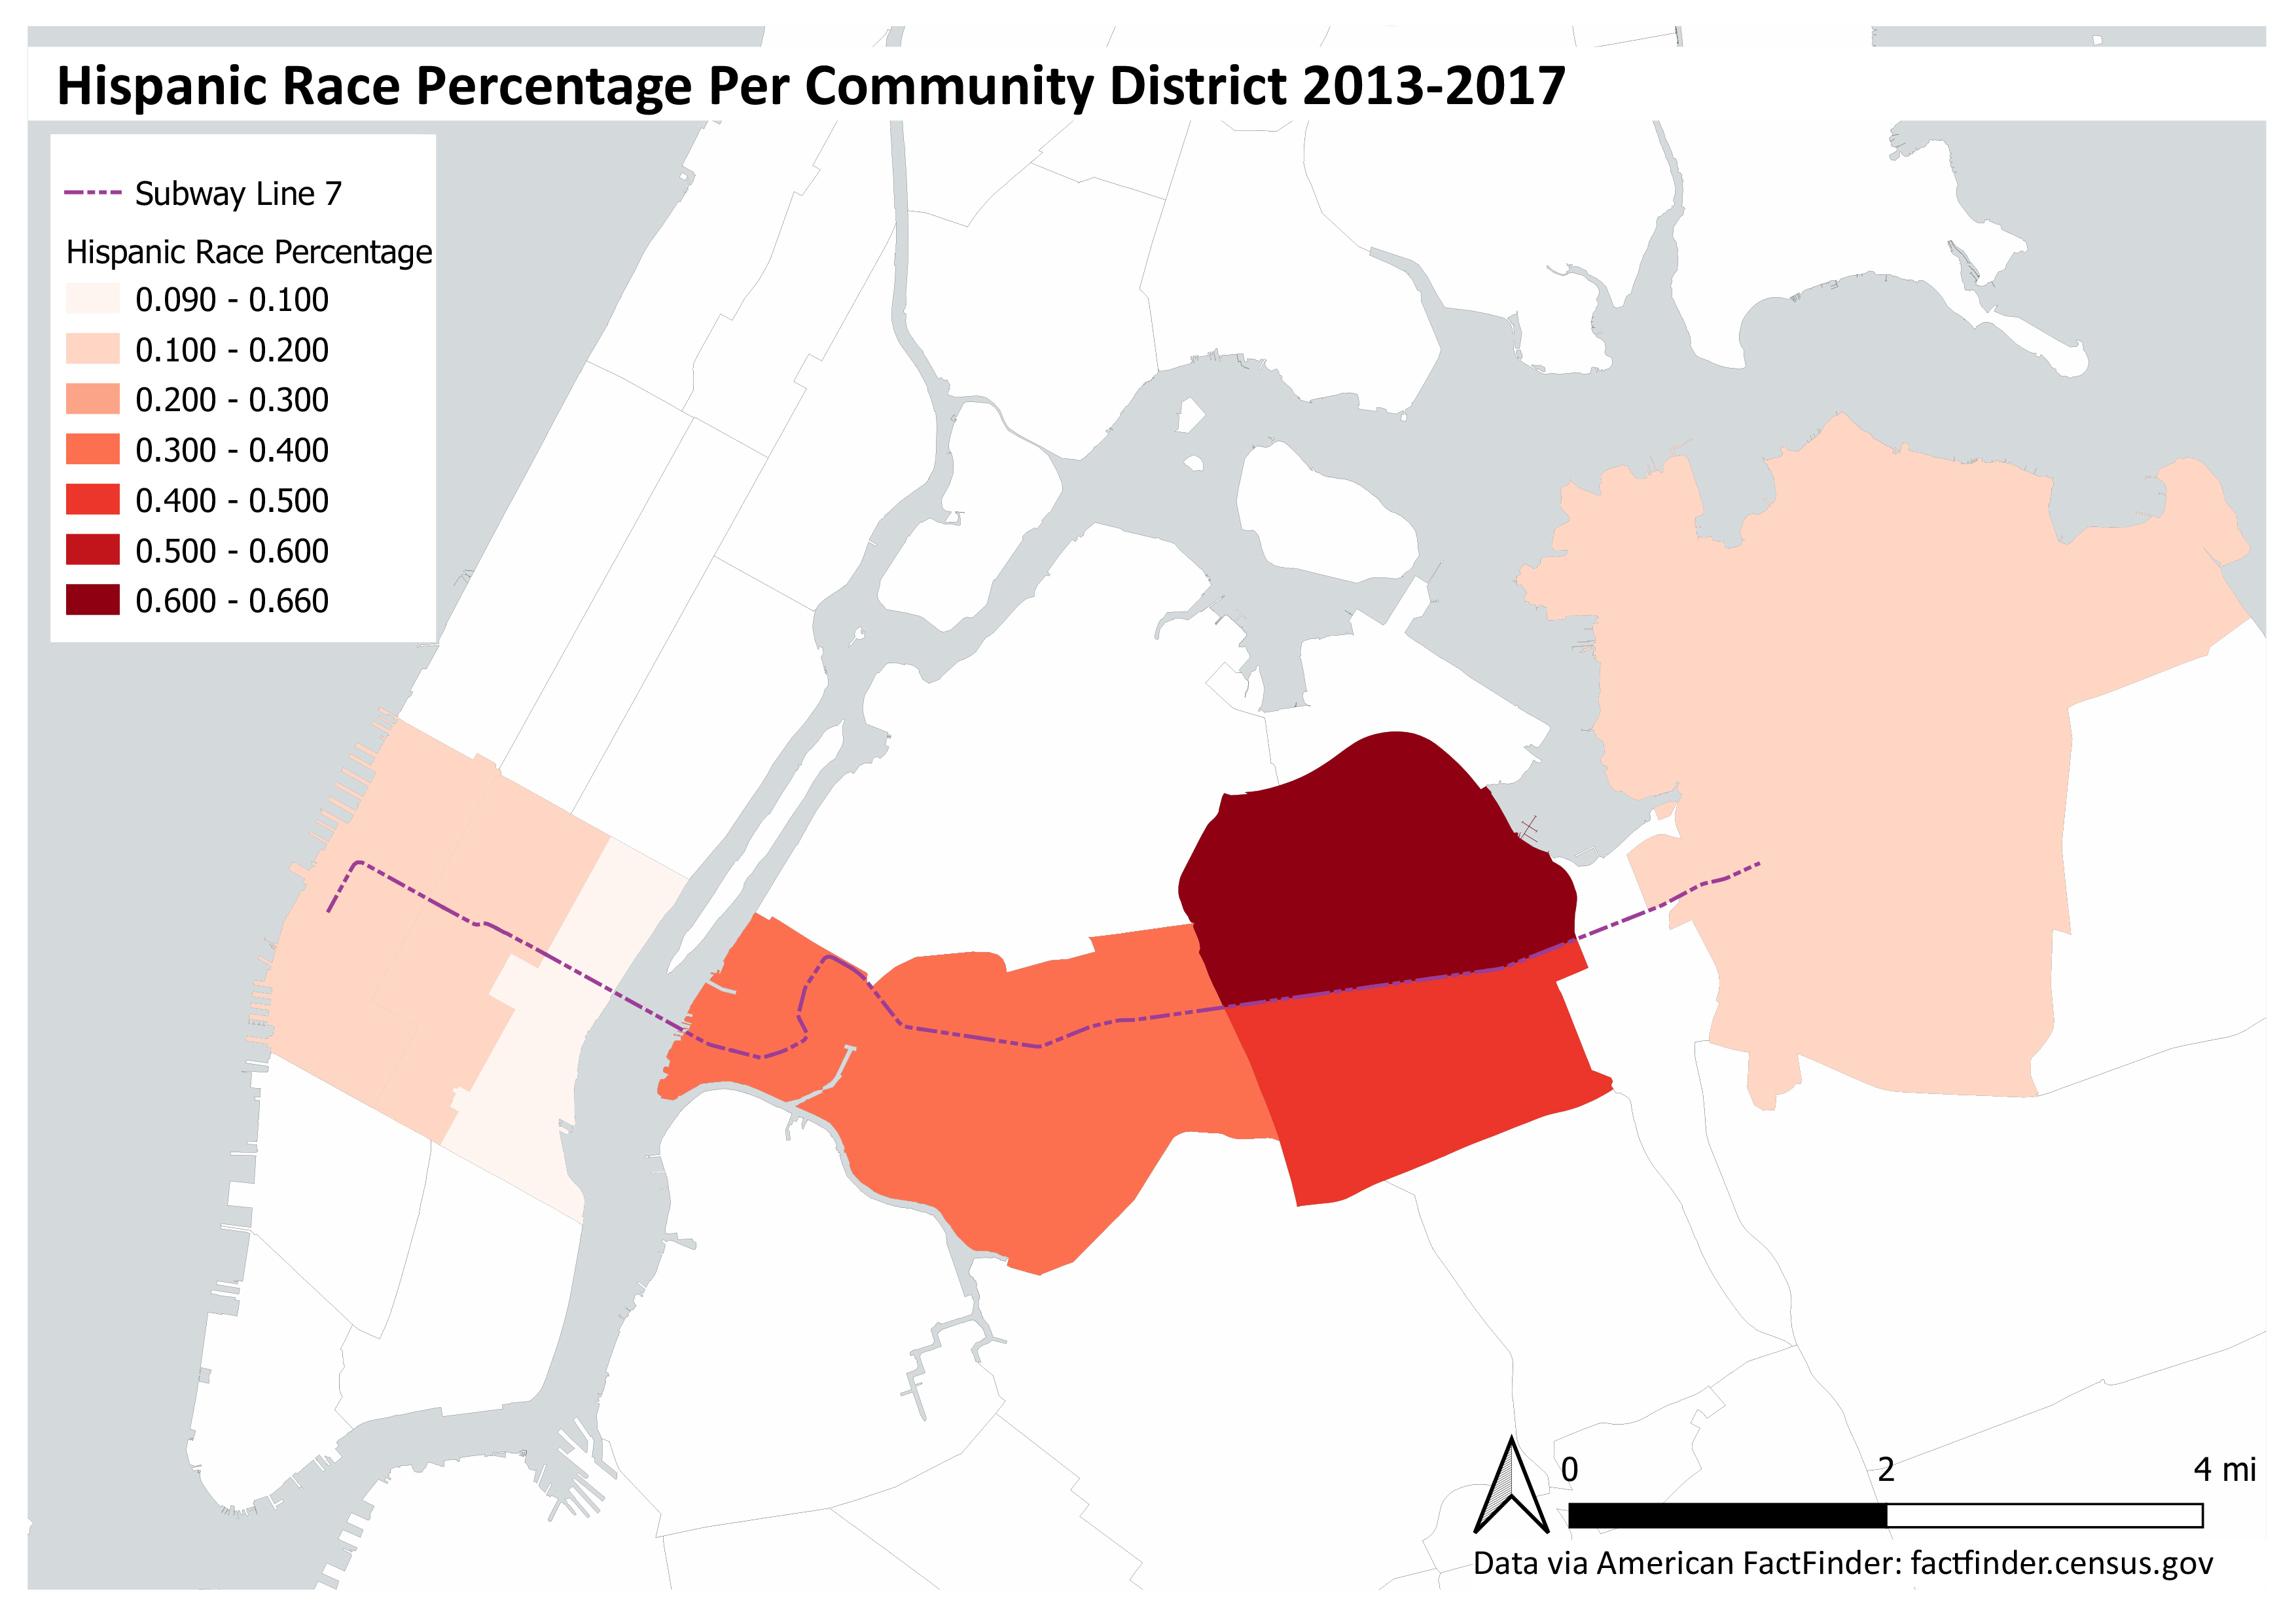 Hispanic Race Percentage Per Community District 2013-2017
Subway Line 7
Hispanic Race Percentage
0.090 - 0.100
0.100 - 0.200
0.200 - 0.300
0.300 - 0.400
0.400 - 0.500
0.500 - 0.600
0.600 - 0.660
0 2 4 mi
Data via American FactFinder: factfinder.census.gov